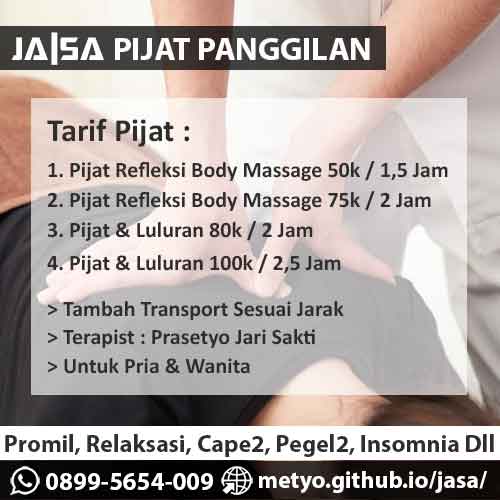 JA|SA PIJAT PANGGILAN
Tarif Pijat :
1. Pijat Refleksi Body Massage 50k / 1,5 Jam
2. Pijat Refleksi Body Massage 75k / 2 Jam
3. Pijat & Luluran 80k / 2 Jam
4. Pijat & Luluran 100k / 2,5 Jam
> Tambah Transport Sesuai Jarak
> Terapist : Prasetyo Jari Sakti
> Untuk Pria & Wanita
Promil, Relaksasi, Cape2, Pegel2, Insomnia Dll
0899-5654-009 metyo.github.io/jasa/